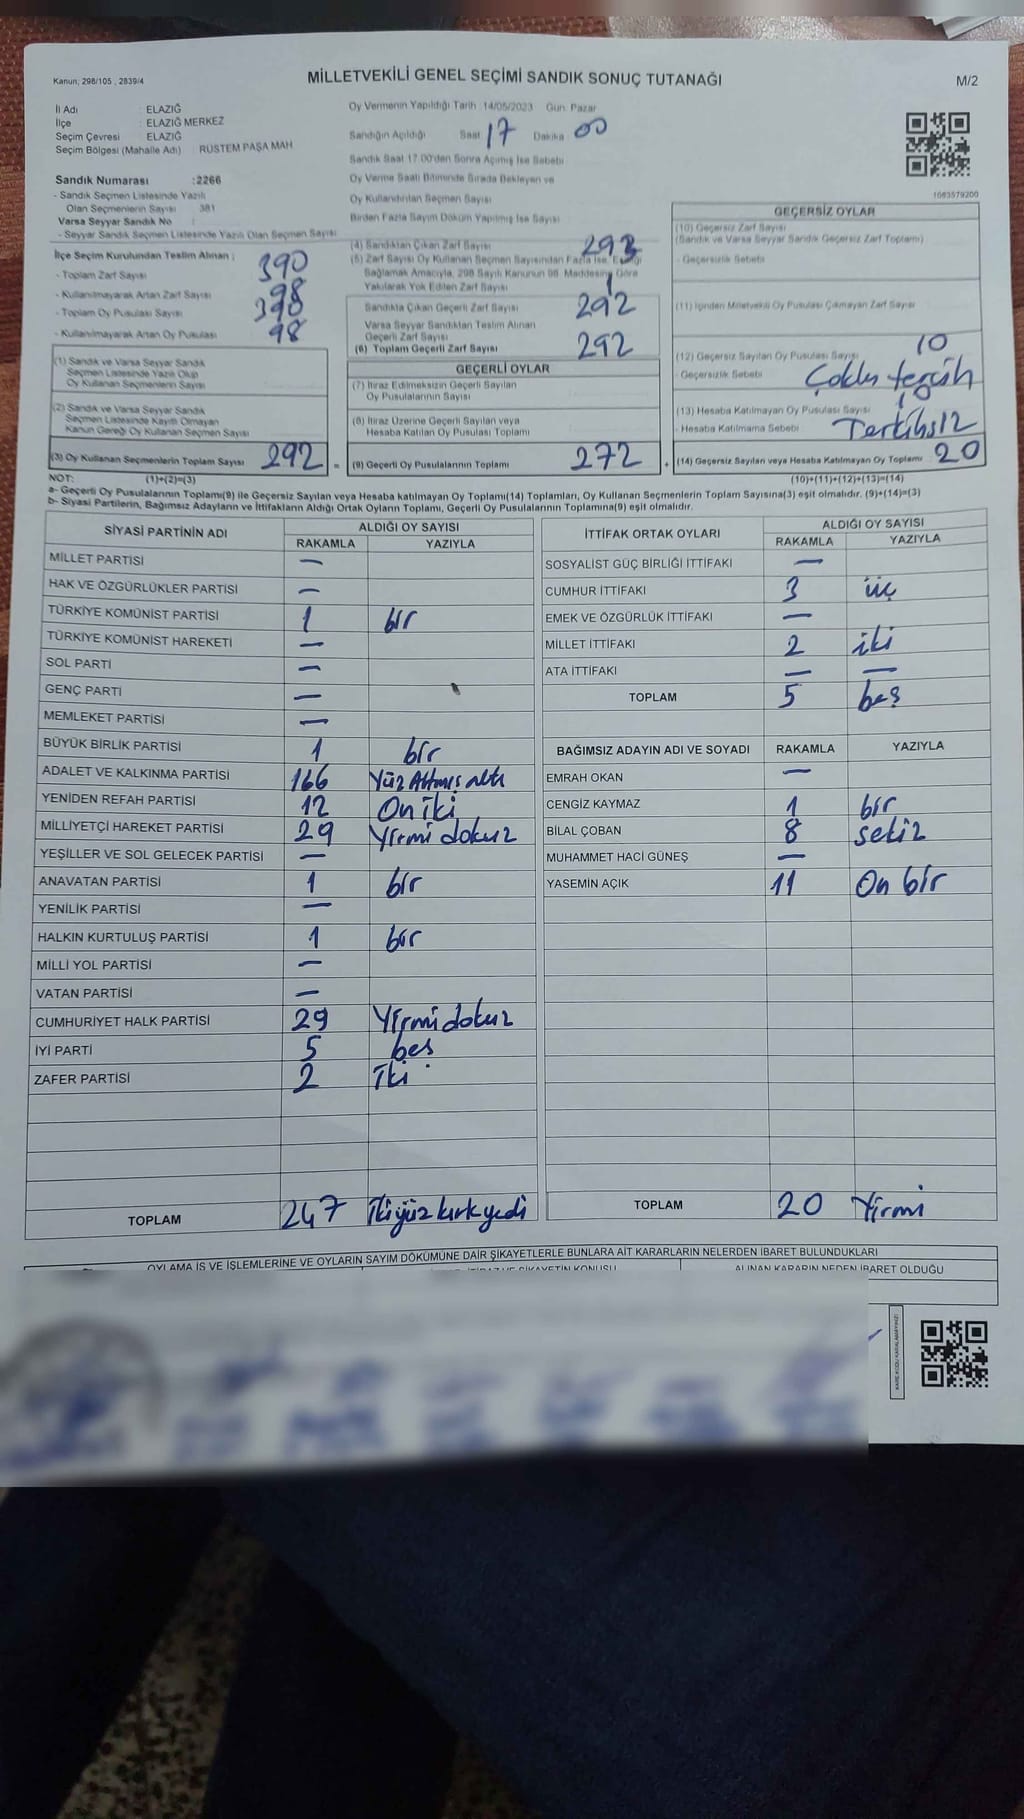 Kanun; 298/105 , 2839/4
MİLLETVEKİLİ GENEL SEÇİMİ SANDIK SONUÇ TUTANAĞI
M/2
İl Adı : ELAZIĞ
İlçe : ELAZIĞ MERKEZ
Seçim Çevresi : ELAZIĞ
Seçim Bölgesi (Mahalle Adı) : RÜSTEM PAŞA MAH
Sandık Numarası : 2266
- Sandık Seçmen Listesinde Yazılı
Olan Seçmenlerin Sayısı : 381
Varsa Seyyar Sandık No :
- Seyyar Sandık Seçmen Listesinde Yazılı Olan Seçmen Sayısı
İlçe Seçim Kurulundan Teslim Alınan ;
- Toplam Zarf Sayısı 390
- Kullanılmayarak Artan Zarf Sayısı 98
- Toplam Oy Pusulası Sayısı 390
- Kullanılmayarak Artan Oy Pusulası 98
(1) Sandık ve Varsa Seyyar Sandık
Seçmen Listesinde Yazılı Olup
Oy Kullanan Seçmenlerin Sayısı
(2) Sandık ve Varsa Seyyar Sandık
Seçmen Listesinde Kayıtlı Olmayan
Kanun Gereği Oy Kullanan Seçmen Sayısı
(3) Oy Kullanan Seçmenlerin Toplam Sayısı 292 =
Oy Vermenin Yapıldığı Tarih :14/05/2023 Gün: Pazar
Sandığın Açıldığı Saat 17 Dakika 00
Sandık Saat 17.00'den Sonra Açılmış İse Sebebi
Oy Verme Saati Bitiminde Sırada Bekleyen ve
Oy Kullandırılan Seçmen Sayısı
Birden Fazla Sayım Döküm Yapılmış İse Sayısı
(4) Sandıktan Çıkan Zarf Sayısı 293
(5) Zarf Sayısı Oy Kullanan Seçmen Sayısından Fazla İse, Eşitliği
Sağlamak Amacıyla, 298 Sayılı Kanunun 98. Maddesine Göre
Yakılarak Yok Edilen Zarf Sayısı 1
Sandıkta Çıkan Geçerli Zarf Sayısı 292
Varsa Seyyar Sandıktan Teslim Alınan
Geçerli Zarf Sayısı
(6) Toplam Geçerli Zarf Sayısı 292
GEÇERLİ OYLAR
(7) İtiraz Edilmeksizin Geçerli Sayılan
Oy Pusulalarının Sayısı
(8) İtiraz Üzerine Geçerli Sayılan veya
Hesaba Katılan Oy Pusulası Toplamı
(9) Geçerli Oy Pusulalarının Toplamı 272 +
1083579200
GEÇERSİZ OYLAR
(10) Geçersiz Zarf Sayısı
(Sandık ve Varsa Seyyar Sandık Geçersiz Zarf Toplamı)
- Geçersizlik Sebebi
(11) İçinden Milletvekili Oy Pusulası Çıkmayan Zarf Sayısı
(12) Geçersiz Sayılan Oy Pusulası Sayısı 10
- Geçersizlik Sebebi Çoklu tercih
(13) Hesaba Katılmayan Oy Pusulası Sayısı 10
- Hesaba Katılmama Sebebi
(14) Geçersiz Sayılan veya Hesaba Katılmayan Oy Toplamı 20
NOT: (1)+(2)=(3) (10)+(11)+(12)+(13)=(14)
a- Geçerli Oy Pusulalarının Toplamı(9) ile Geçersiz Sayılan veya Hesaba katılmayan Oy Toplamı(14) Toplamları, Oy Kullanan Seçmenlerin Toplam Sayısına(3) eşit olmalıdır. (9)+(14)=(3)
b- Siyasi Partilerin, Bağımsız Adayların ve İttifakların Aldığı Ortak Oyların Toplamı, Geçerli Oy Pusulalarının Toplamına(9) eşit olmalıdır.
SİYASİ PARTİNİN ADI ALDIĞI OY SAYISI
RAKAMLA YAZIYLA
MİLLET PARTİSİ —
HAK VE ÖZGÜRLÜKLER PARTİSİ —
TÜRKİYE KOMÜNİST PARTİSİ 1 bir
TÜRKİYE KOMÜNİST HAREKETİ —
SOL PARTİ —
GENÇ PARTİ —
MEMLEKET PARTİSİ —
BÜYÜK BİRLİK PARTİSİ 1 bir
ADALET VE KALKINMA PARTİSİ 166 Yüz Altmış altı
YENİDEN REFAH PARTİSİ 12 On iki
MİLLİYETÇİ HAREKET PARTİSİ 29 Yirmi dokuz
YEŞİLLER VE SOL GELECEK PARTİSİ —
ANAVATAN PARTİSİ 1 bir
YENİLİK PARTİSİ —
HALKIN KURTULUŞ PARTİSİ 1 bir
MİLLİ YOL PARTİSİ —
VATAN PARTİSİ —
CUMHURİYET HALK PARTİSİ 29 Yirmi dokuz
İYİ PARTİ 5 beş
ZAFER PARTİSİ 2 İki
TOPLAM 247 İkiyüz kırk yedi
İTTİFAK ORTAK OYLARI ALDIĞI OY SAYISI
RAKAMLA YAZIYLA
SOSYALİST GÜÇ BİRLİĞİ İTTİFAKI —
CUMHUR İTTİFAKI 3 üç
EMEK VE ÖZGÜRLÜK İTTİFAKI —
MİLLET İTTİFAKI 2 iki
ATA İTTİFAKI — —
TOPLAM 5 beş
BAĞIMSIZ ADAYIN ADI VE SOYADI RAKAMLA YAZIYLA
EMRAH OKAN —
CENGİZ KAYMAZ 1 bir
BİLAL ÇOBAN 8 sekiz
MUHAMMET HACİ GÜNEŞ —
YASEMİN AÇIK 11 On bir
TOPLAM 20 Yirmi
OYLAMA İŞ VE İŞLEMLERİNE VE OYLARIN SAYIM DÖKÜMÜNE DAİR ŞİKAYETLERLE BUNLARA AİT KARARLARIN NELERDEN İBARET BULUNDUKLARI
ALINAN KARARIN NEDEN İBARET OLDUĞU